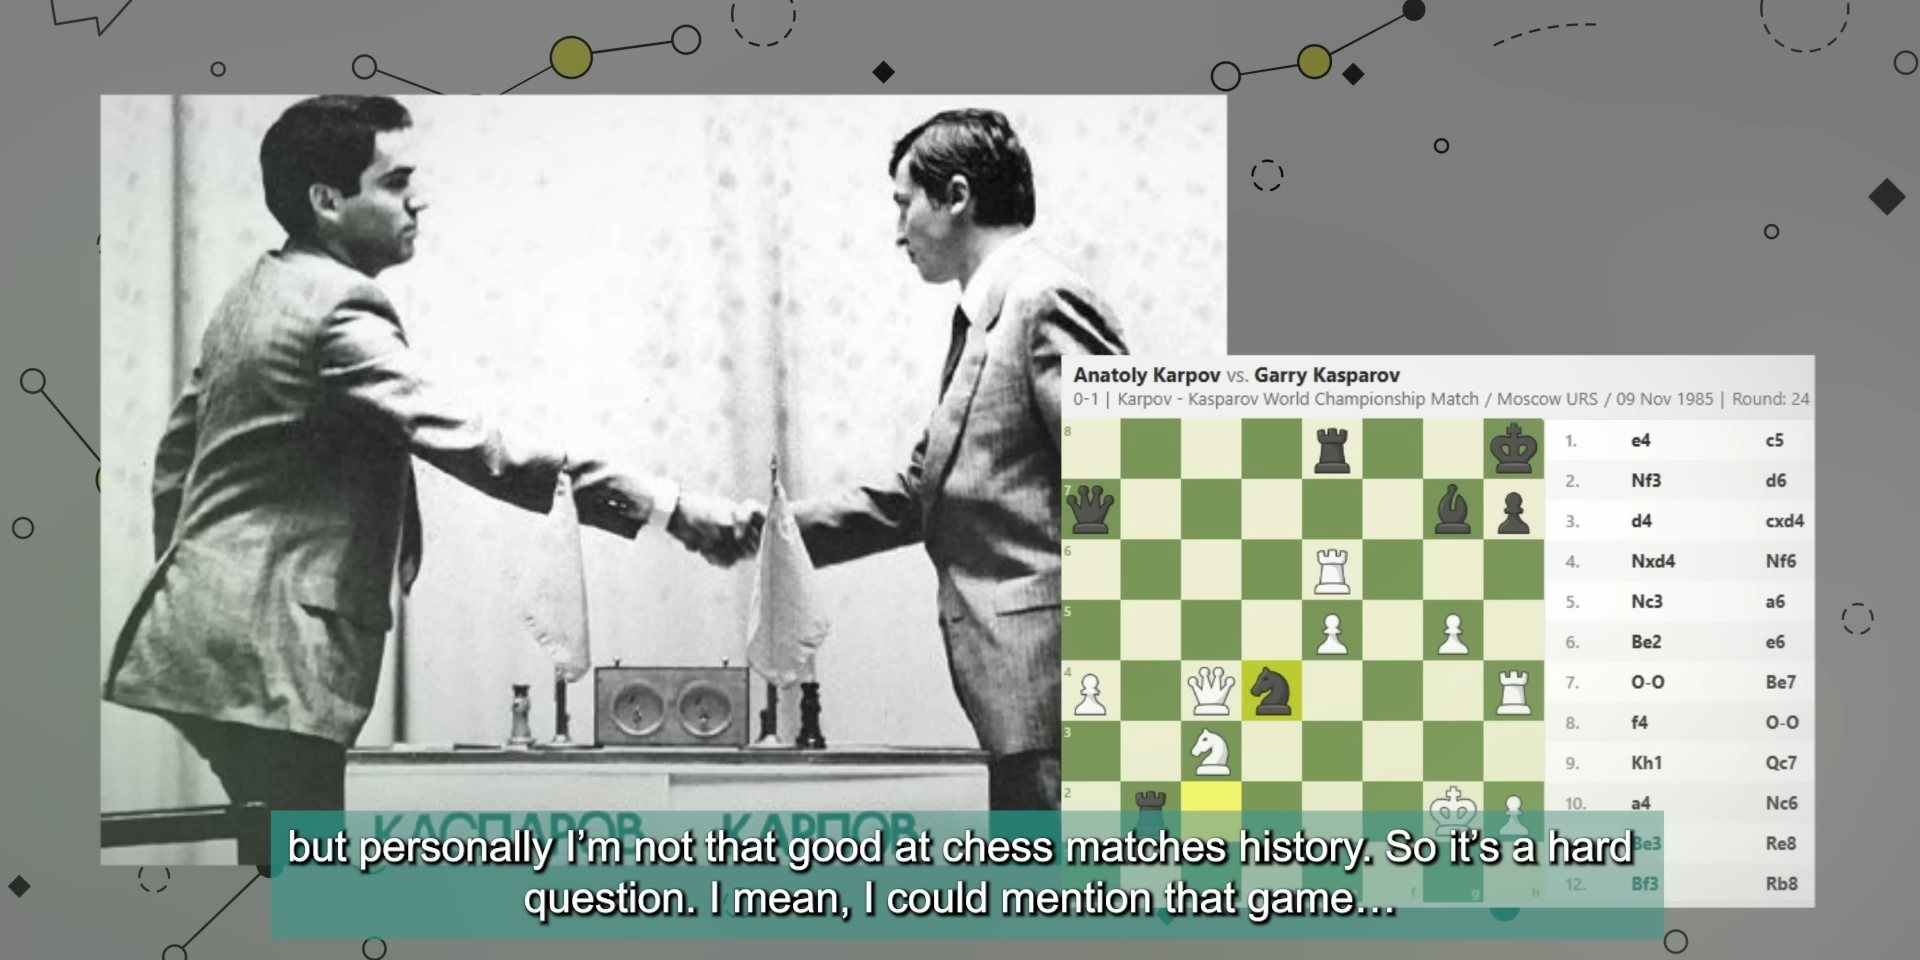 Anatoly Karpov vs. Garry Kasparov
0-1 | Karpov - Kasparov World Championship Match / Moscow URS / 09 Nov 1985 | Round: 24
8
7
6
5
4
3
2
f g h
1. e4 c5
2. Nf3 d6
3. d4 cxd4
4. Nxd4 Nf6
5. Nc3 a6
6. Be2 e6
7. O-O Be7
8. f4 O-O
9. Kh1 Qc7
10. a4 Nc6
Be3 Re8
12. Bf3 Rb8
КАСПАРОВ КАРПОВ
but personally I'm not that good at chess matches history. So it's a hard
question. I mean, I could mention that game...